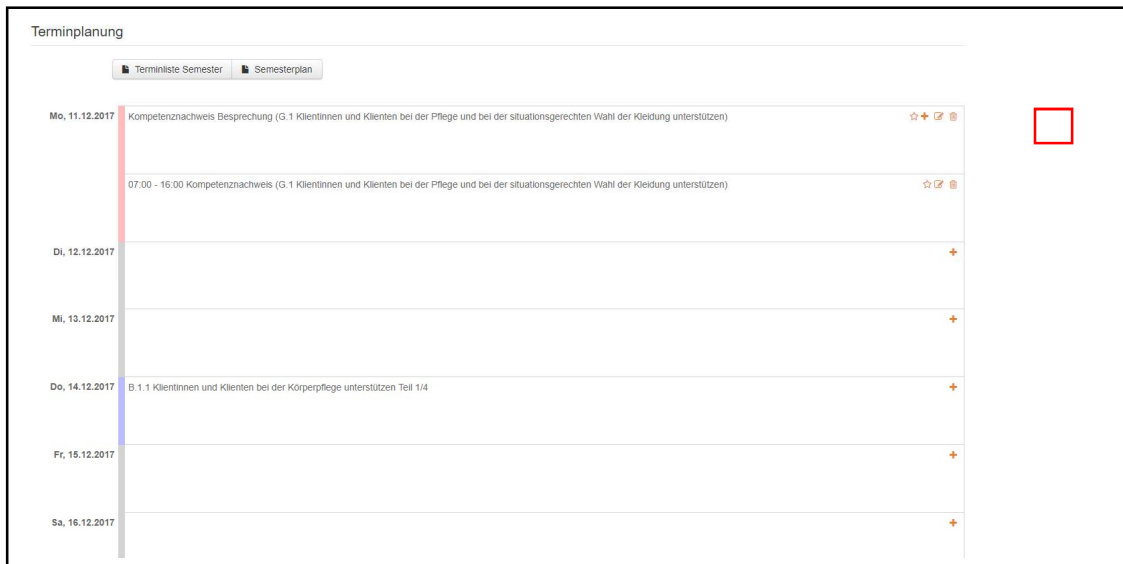 Terminplanung
Terminliste Semester Semesterplan
Mo, 11.12.2017 Kompetenznachweis Besprechung (G.1 Klientinnen und Klienten bei der Pflege und bei der situationsgerechten Wahl der Kleidung unterstützen)
07:00 - 16:00 Kompetenznachweis (G.1 Klientinnen und Klienten bei der Pflege und bei der situationsgerechten Wahl der Kleidung unterstützen)
Di, 12.12.2017
Mi, 13.12.2017
Do, 14.12.2017 B.1.1 Klientinnen und Klienten bei der Körperpflege unterstützen Teil 1/4
Fr, 15.12.2017
Sa, 16.12.2017